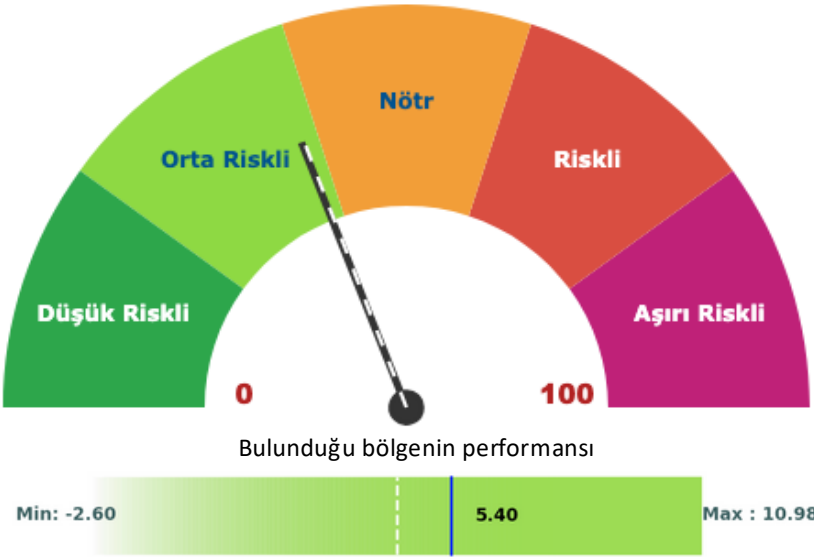 Nötr
Orta Riskli
Riskli
Düşük Riskli
Aşırı Riskli
0
100
Bulunduğu bölgenin performansı
Min: -2.60
5.40
Max : 10.98